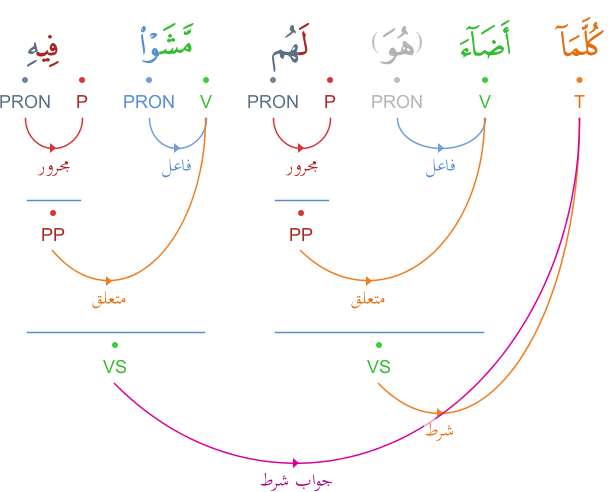 كُلَّمَآ أَضَآءَ (هُوَ) لَهُم مَّشَوْا۟ فِيهِ
T V PRON P PRON V PRON P PRON
فاعل مجرور فاعل مجرور
PP PP
متعلق متعلق
VS VS
شرط
جواب شرط